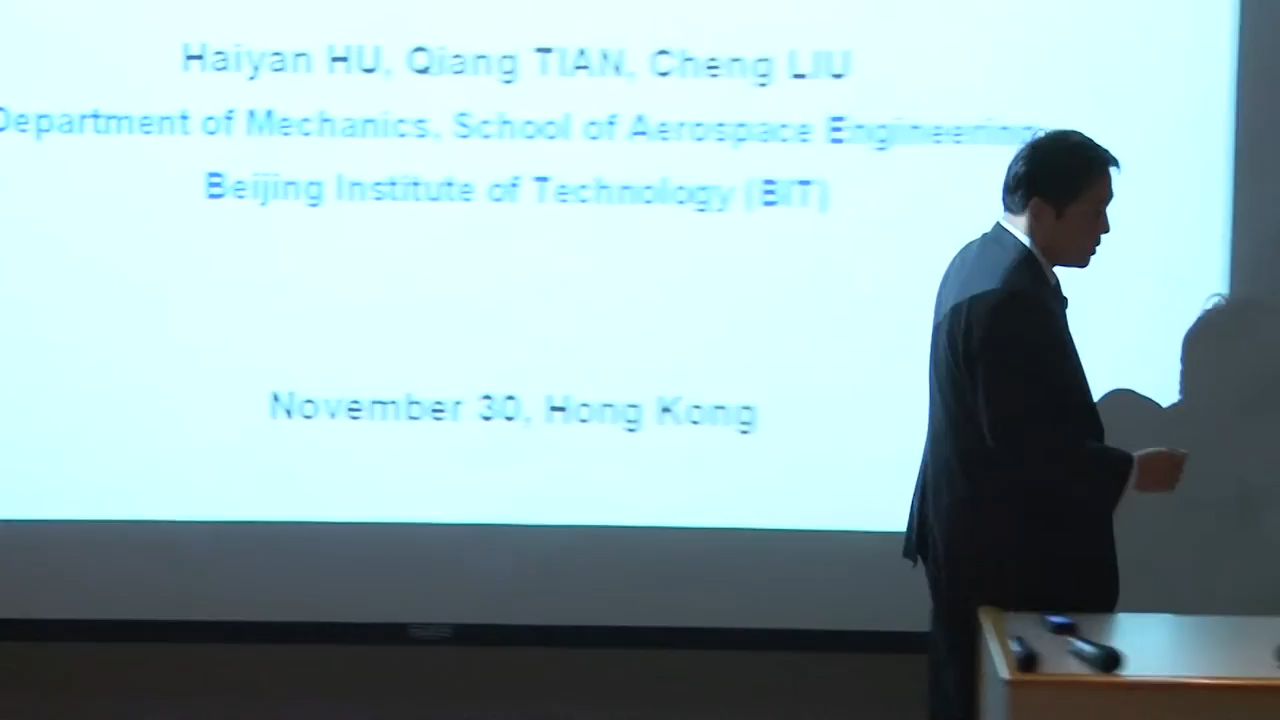 Haiyan HU, Qiang TIAN, Cheng LIU
Department of Mechanics, School of Aerospace Engineering
Beijing Institute of Technology (BIT)
November 30, Hong Kong